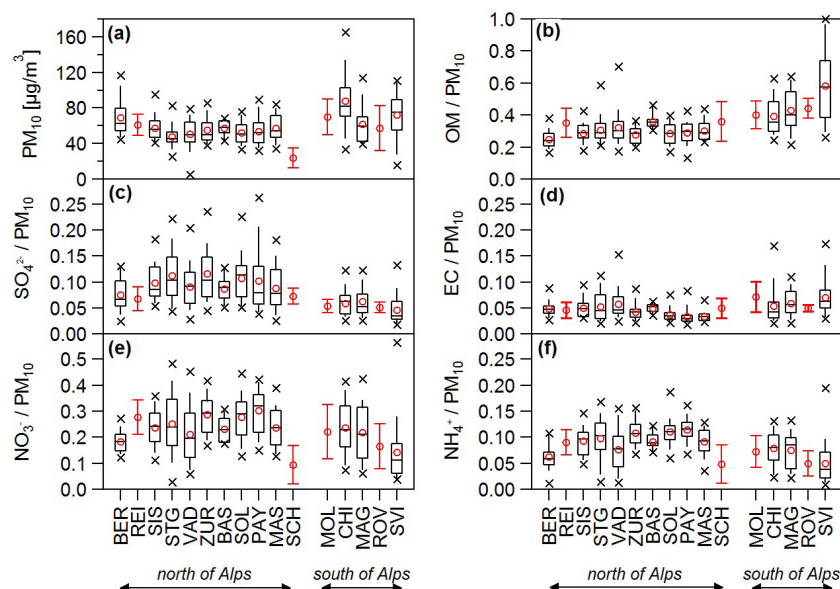 (a)
PM10 [µg/m3]
160
120
80
40
0
(b)
OM / PM10
1.0
0.8
0.6
0.4
0.2
0.0
(c)
SO42- / PM10
0.25
0.20
0.15
0.10
0.05
0.00
(d)
EC / PM10
0.25
0.20
0.15
0.10
0.05
0.00
(e)
NO3- / PM10
0.5
0.4
0.3
0.2
0.1
0.0
(f)
NH4+ / PM10
0.25
0.20
0.15
0.10
0.05
0.00
BER REI SIS STG VAD ZUR BAS SOL PAY MAS SCH MOL CHI MAG ROV SVI
north of Alps south of Alps
BER REI SIS STG VAD ZUR BAS SOL PAY MAS SCH MOL CHI MAG ROV SVI
north of Alps south of Alps